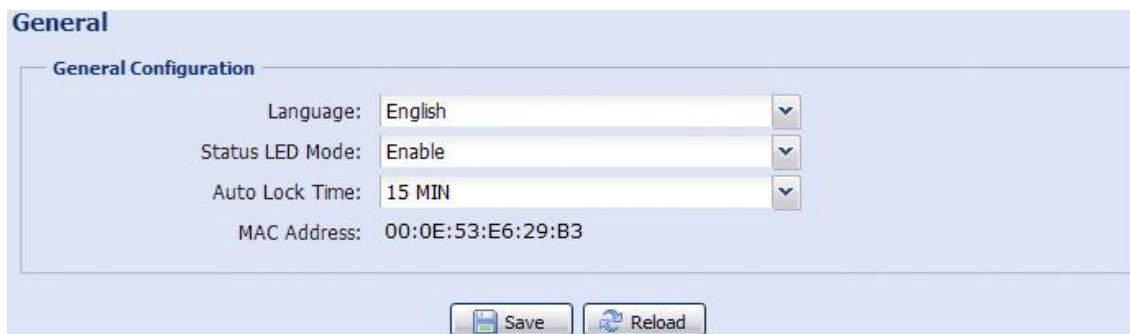 General
General Configuration
Language: English
Status LED Mode: Enable
Auto Lock Time: 15 MIN
MAC Address: 00:0E:53:E6:29:B3
Save Reload